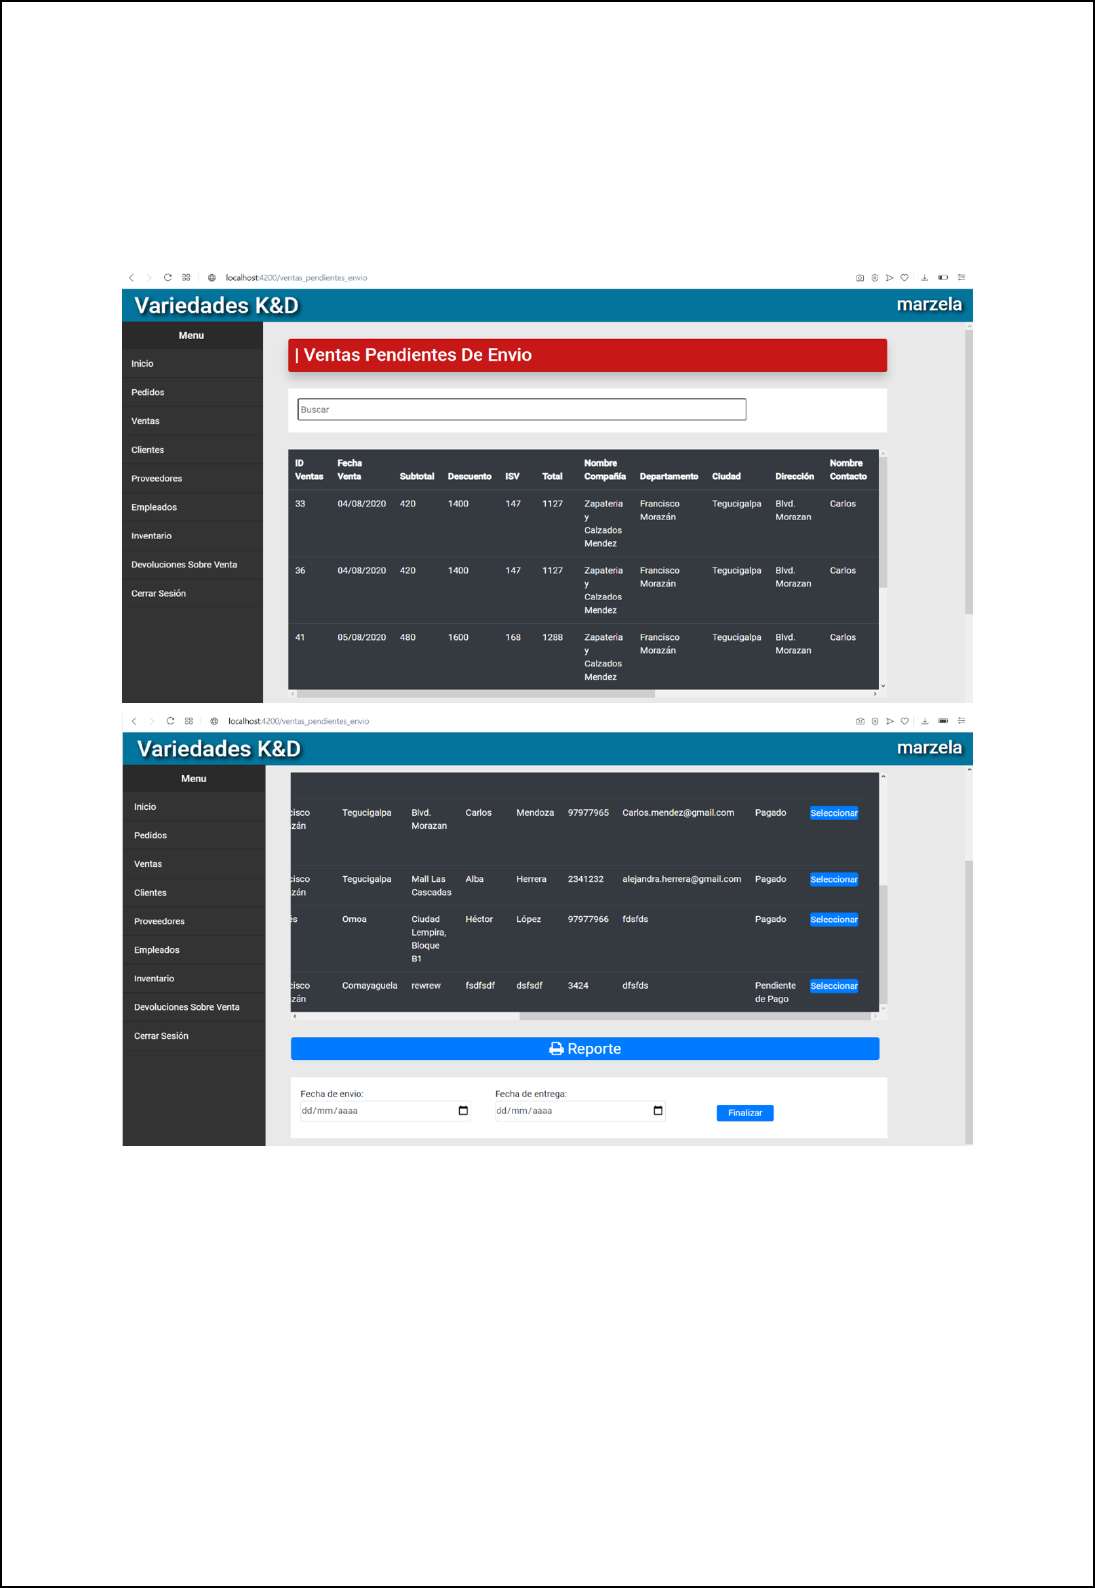 localhost:4200/ventas_pendientes_envio
Variedades K&D
marzela
Menu
Inicio
Pedidos
Ventas
Clientes
Proveedores
Empleados
Inventario
Devoluciones Sobre Venta
Cerrar Sesión
| Ventas Pendientes De Envio
Buscar
ID Ventas Fecha Venta Subtotal Descuento ISV Total Nombre Compañía Departamento Ciudad Dirección Nombre Contacto
33 04/08/2020 420 1400 147 1127 Zapateria y Calzados Mendez Francisco Morazán Tegucigalpa Blvd. Morazan Carlos
36 04/08/2020 420 1400 147 1127 Zapateria y Calzados Mendez Francisco Morazán Tegucigalpa Blvd. Morazan Carlos
41 05/08/2020 480 1600 168 1288 Zapateria y Calzados Mendez Francisco Morazán Tegucigalpa Blvd. Morazan Carlos
localhost:4200/ventas_pendientes_envio
Variedades K&D
marzela
Menu
Inicio
Pedidos
Ventas
Clientes
Proveedores
Empleados
Inventario
Devoluciones Sobre Venta
Cerrar Sesión
cisco zán Tegucigalpa Blvd. Morazan Carlos Mendoza 97977965 Carlos.mendez@gmail.com Pagado Seleccionar
cisco zán Tegucigalpa Mall Las Cascadas Alba Herrera 2341232 alejandra.herrera@gmail.com Pagado Seleccionar
és Omoa Ciudad Lempira, Bloque B1 Héctor López 97977966 fdsfds Pagado Seleccionar
cisco zán Comayaguela rewrew fsdfsdf dsfsdf 3424 dfsfds Pendiente de Pago Seleccionar
Reporte
Fecha de envio: Fecha de entrega:
dd/mm/aaaa dd/mm/aaaa Finalizar